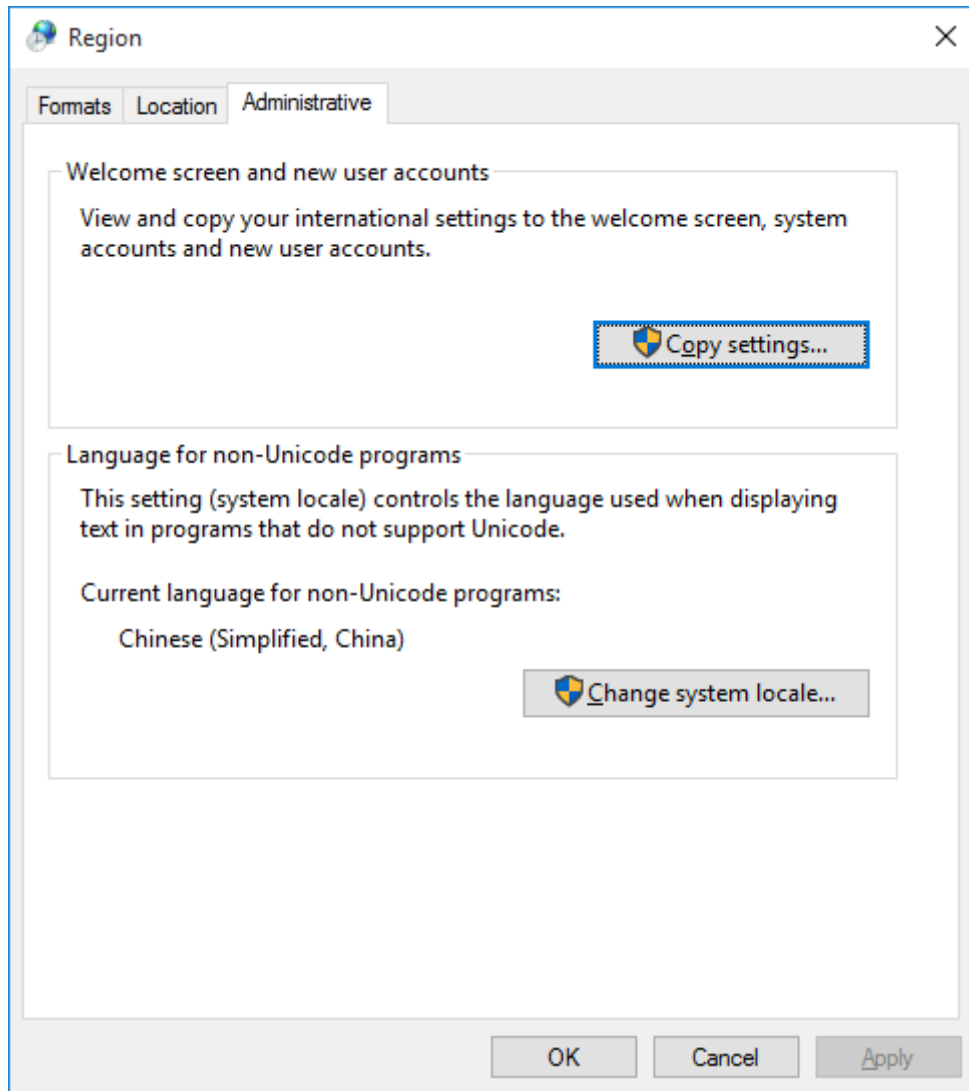 Region
Formats Location Administrative
Welcome screen and new user accounts
View and copy your international settings to the welcome screen, system
accounts and new user accounts.
Copy settings...
Language for non-Unicode programs
This setting (system locale) controls the language used when displaying
text in programs that do not support Unicode.
Current language for non-Unicode programs:
Chinese (Simplified, China)
Change system locale...
OK Cancel Apply